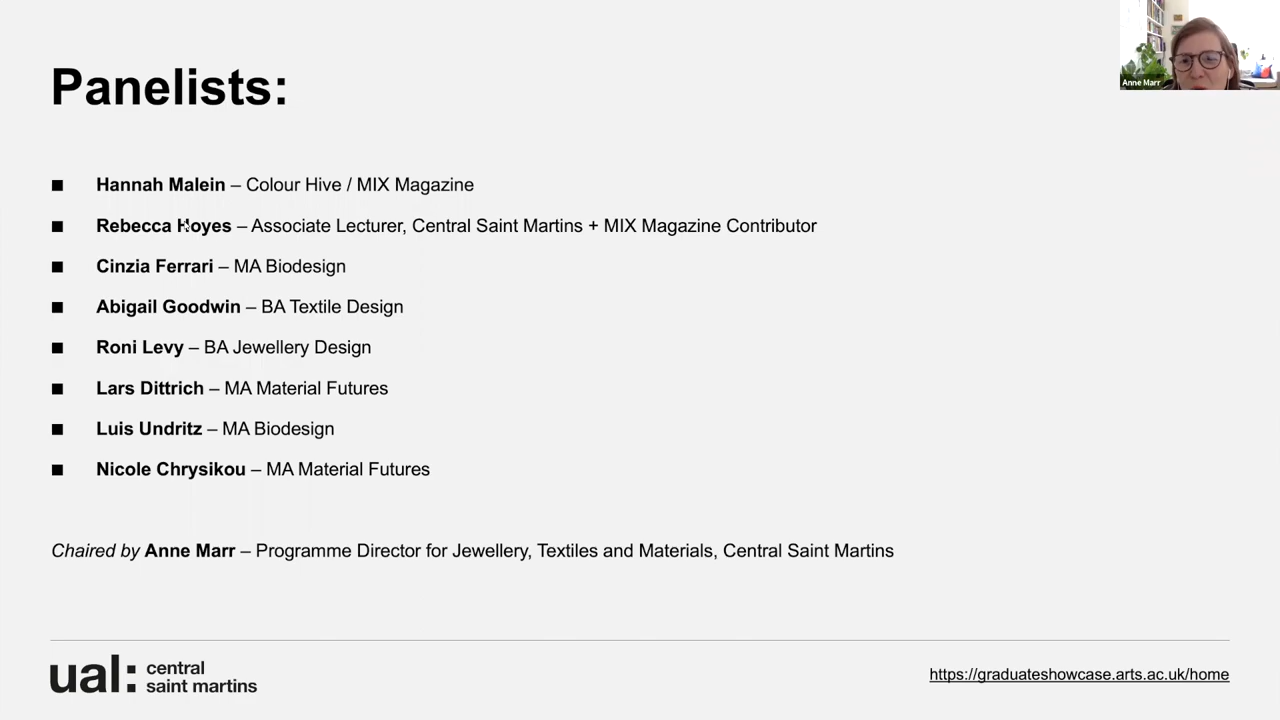 Panelists:
Anne Marr
Hannah Malein – Colour Hive / MIX Magazine
Rebecca Hoyes – Associate Lecturer, Central Saint Martins + MIX Magazine Contributor
Cinzia Ferrari – MA Biodesign
Abigail Goodwin – BA Textile Design
Roni Levy – BA Jewellery Design
Lars Dittrich – MA Material Futures
Luis Undritz – MA Biodesign
Nicole Chrysikou – MA Material Futures
Chaired by Anne Marr – Programme Director for Jewellery, Textiles and Materials, Central Saint Martins
ual: central
saint martins
https://graduateshowcase.arts.ac.uk/home